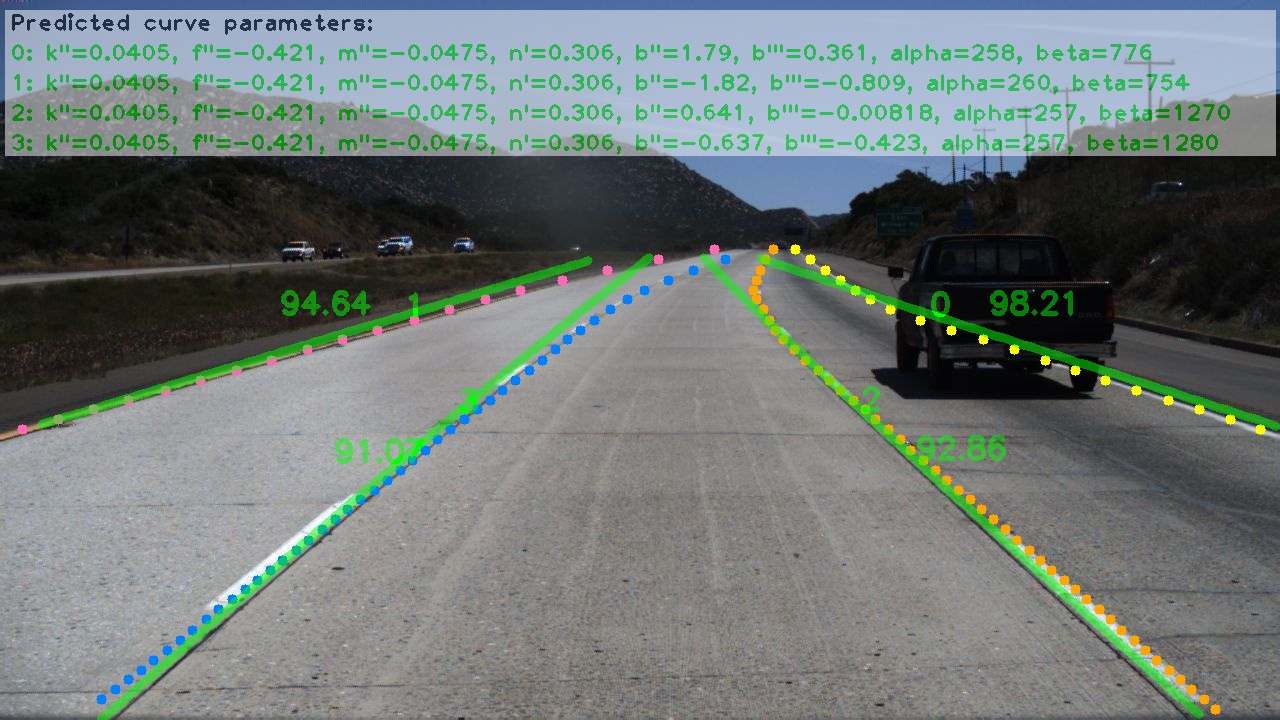 Predicted curve parameters:
0: k''=0.0405, f''=-0.421, m''=-0.0475, n'=0.306, b''=1.79, b'''=0.361, alpha=258, beta=776
1: k''=0.0405, f''=-0.421, m''=-0.0475, n'=0.306, b''=-1.82, b'''=-0.809, alpha=260, beta=754
2: k''=0.0405, f''=-0.421, m''=-0.0475, n'=0.306, b''=0.641, b'''=-0.00818, alpha=257, beta=1270
3: k''=0.0405, f''=-0.421, m''=-0.0475, n'=0.306, b''=-0.637, b'''=-0.423, alpha=257, beta=1280
94.64 1
0 98.21
2
91.07
92.86